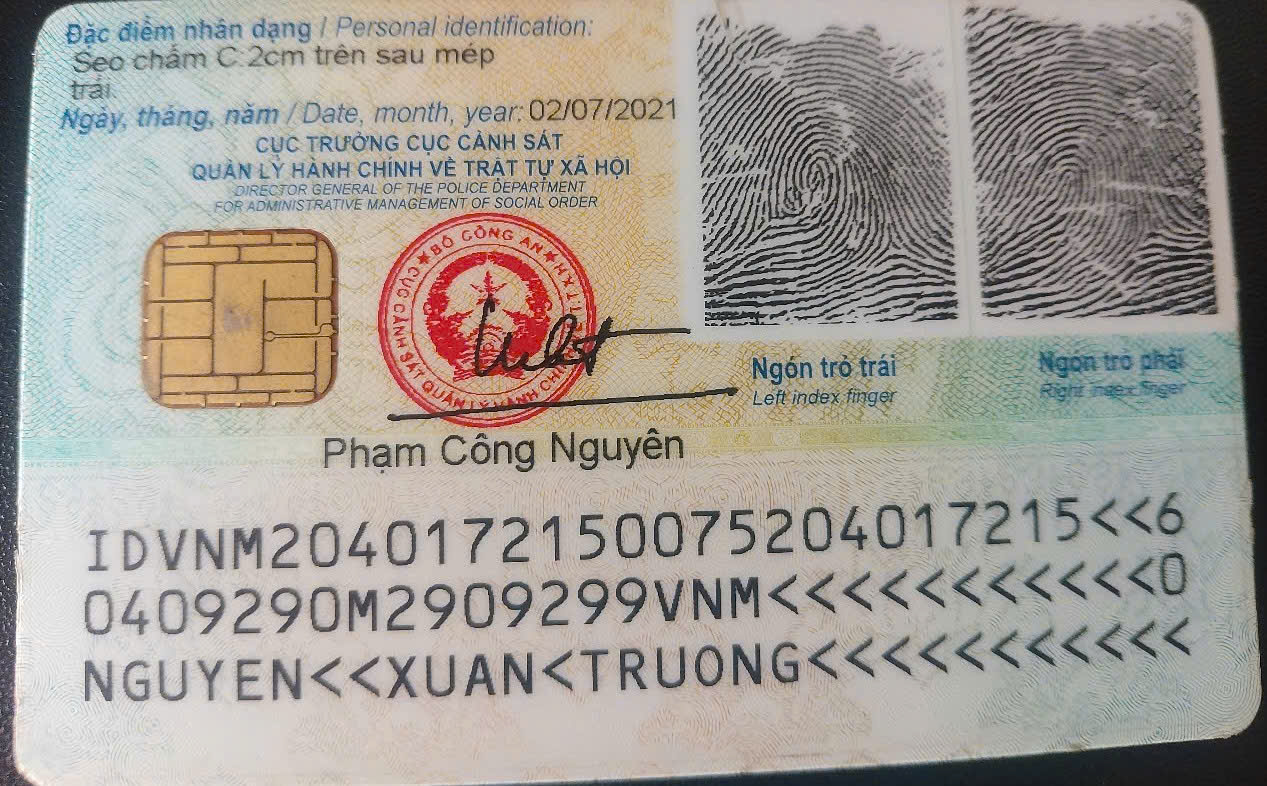 Đặc điểm nhân dạng / Personal identification:
Sẹo chấm C.2cm trên sau mép
trái
Ngày, tháng, năm / Date, month, year: 02/07/2021
CỤC TRƯỞNG CỤC CẢNH SÁT
QUẢN LÝ HÀNH CHÍNH VỀ TRẬT TỰ XÃ HỘI
DIRECTOR GENERAL OF THE POLICE DEPARTMENT
FOR ADMINISTRATIVE MANAGEMENT OF SOCIAL ORDER
BỘ CÔNG AN
CỤC CẢNH SÁT QUẢN LÝ HÀNH CHÍNH
Ngón trỏ trái
Left index finger
Ngón trỏ phải
Right index finger
Phạm Công Nguyên
IDVNM2040172150075204017215<<6
0409290M2909299VNM<<<<<<<<<<<0
NGUYEN<<XUAN<TRUONG<<<<<<<<<<<